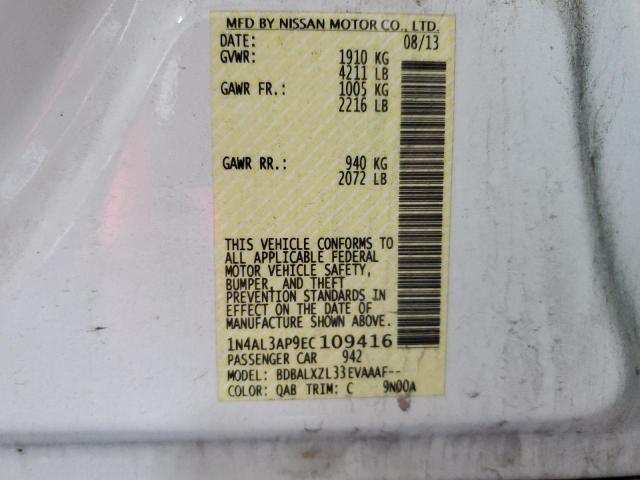 MFD BY NISSAN MOTOR CO., LTD.
DATE: 08/13
GVWR: 1910 KG
4211 LB
GAWR FR.: 1005 KG
2216 LB
GAWR RR.: 940 KG
2072 LB
THIS VEHICLE CONFORMS TO
ALL APPLICABLE FEDERAL
MOTOR VEHICLE SAFETY,
BUMPER, AND THEFT
PREVENTION STANDARDS IN
EFFECT ON THE DATE OF
MANUFACTURE SHOWN ABOVE.
1N4AL3AP9EC109416
PASSENGER CAR 942
MODEL: BDBALXZL33EVAAAF--
COLOR: QAB TRIM: C 9N00A